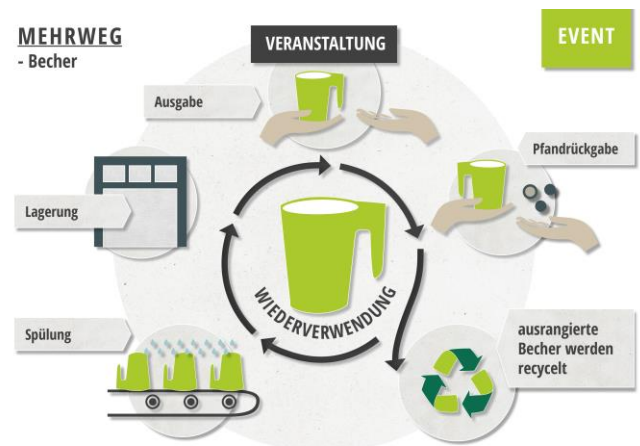 MEHRWEG
- Becher
VERANSTALTUNG
EVENT
Ausgabe
Pfandrückgabe
Lagerung
WIEDERVERWENDUNG
Spülung
ausrangierte
Becher werden
recycelt